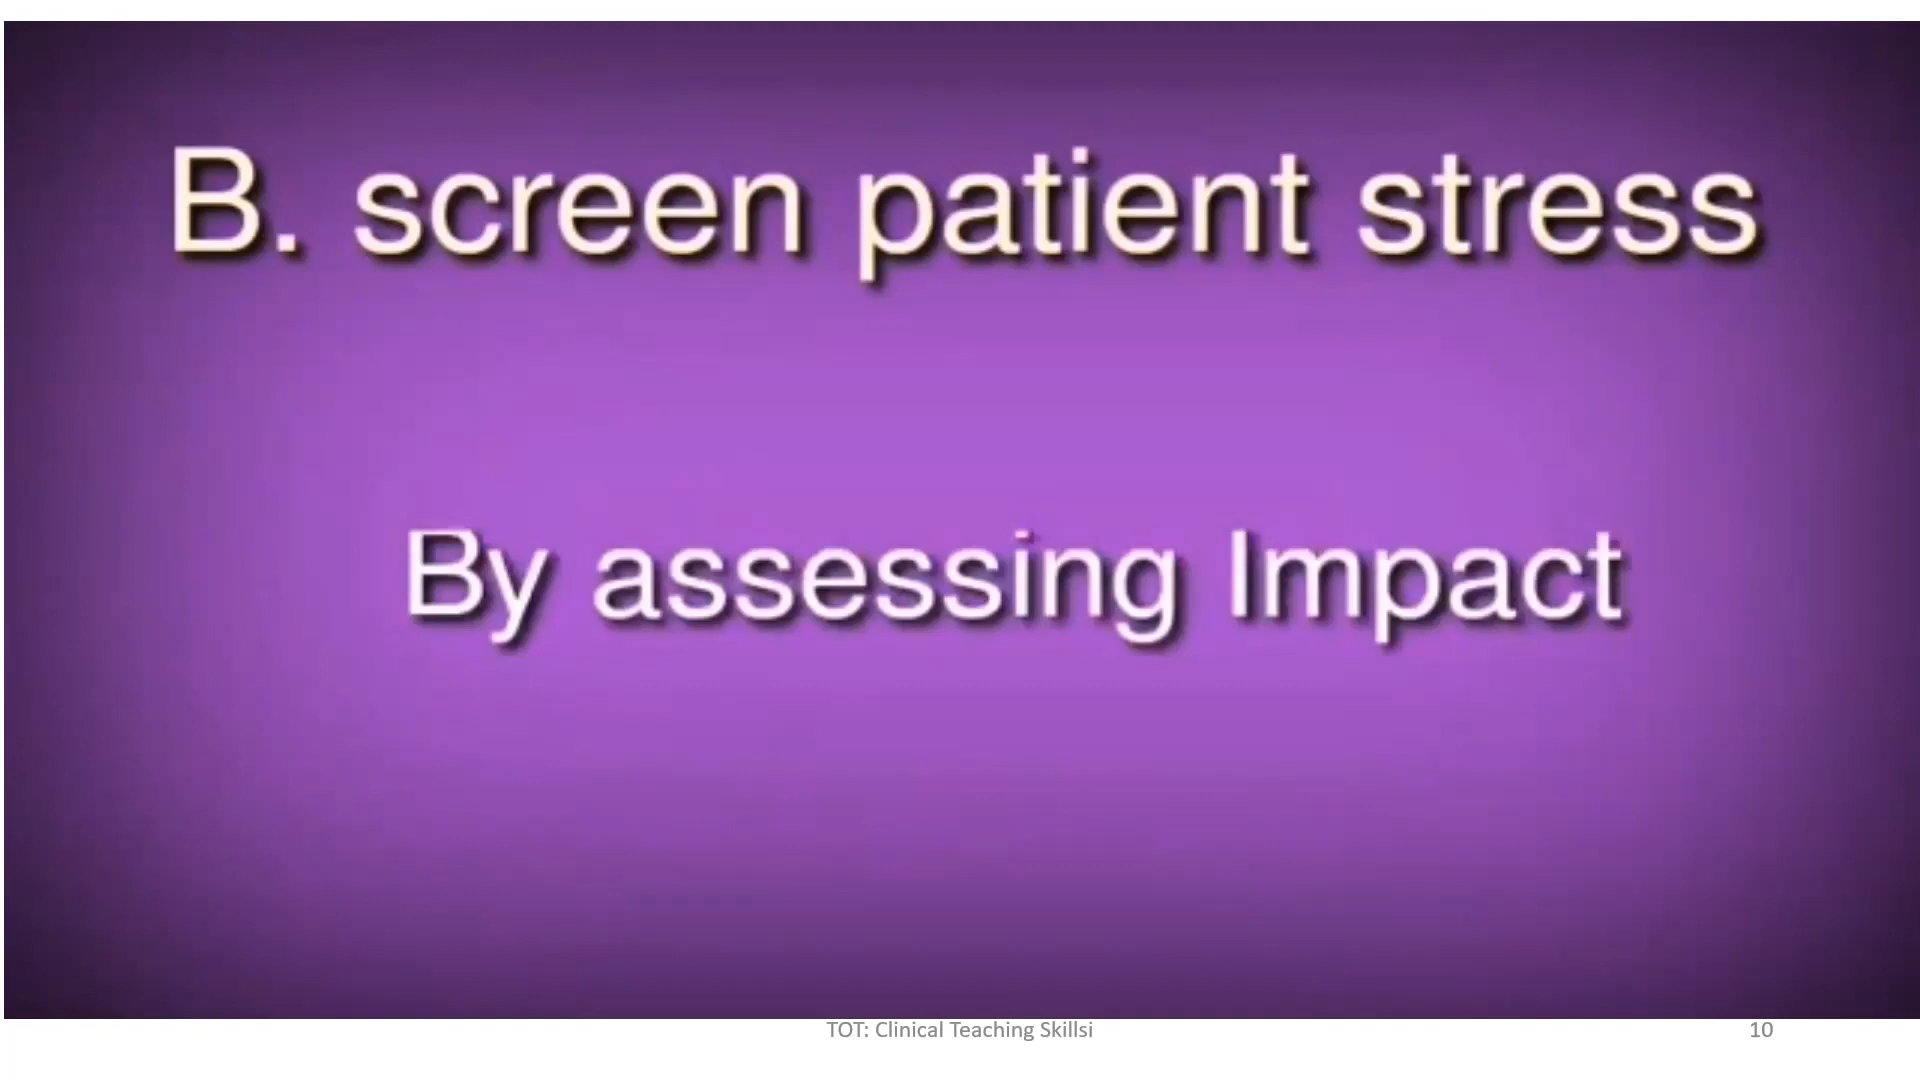 B. screen patient stress
By assessing Impact
TOT: Clinical Teaching Skillsi
10